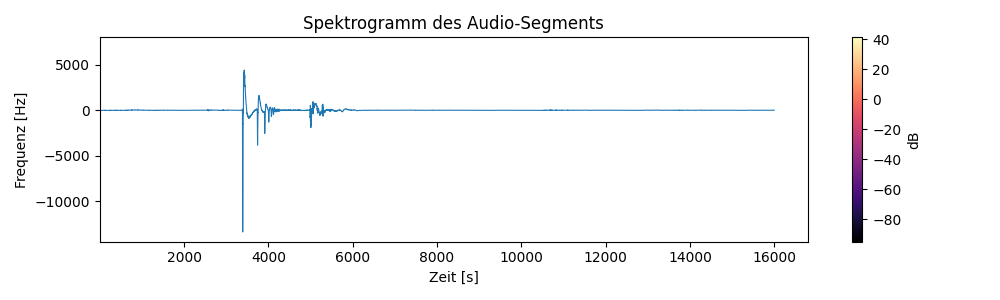 Spektrogramm des Audio-Segments
Frequenz [Hz]
5000
0
−5000
−10000
2000 4000 6000 8000 10000 12000 14000 16000
Zeit [s]
40
20
0
−20
−40
−60
−80
dB